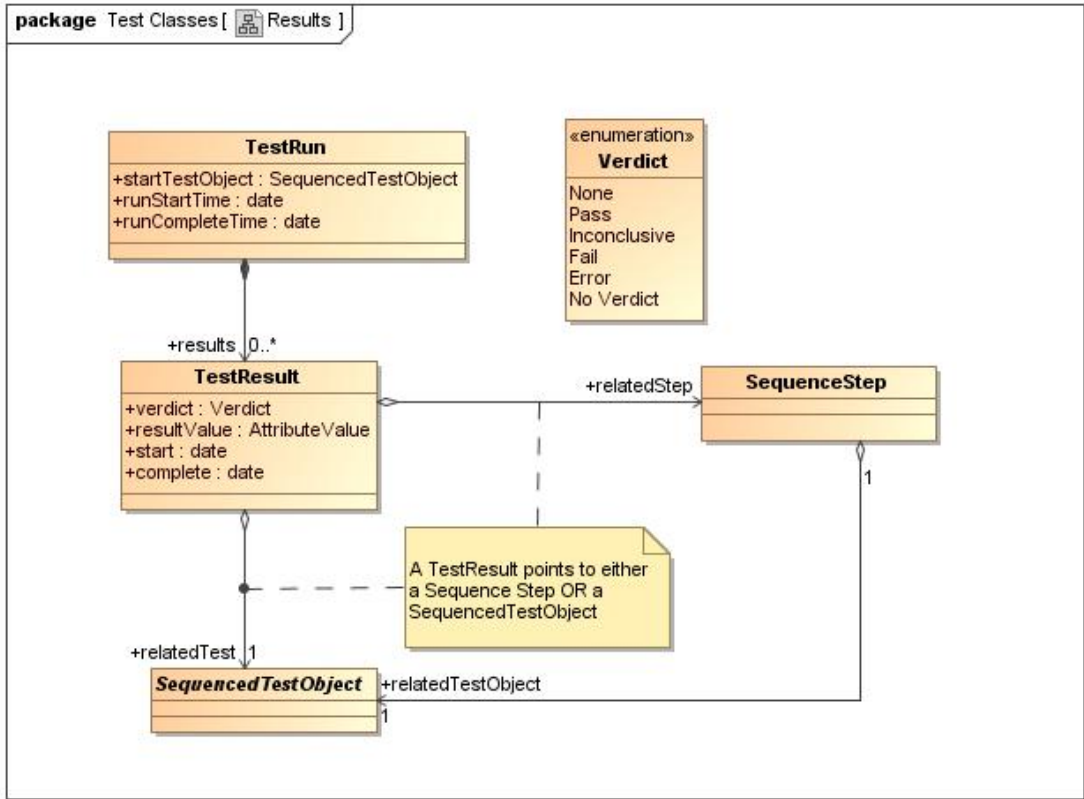 package Test Classes [ Results ]
TestRun
+startTestObject : SequencedTestObject
+runStartTime : date
+runCompleteTime : date
«enumeration»
Verdict
None
Pass
Inconclusive
Fail
Error
No Verdict
+results 0..*
TestResult
+verdict : Verdict
+resultValue : AttributeValue
+start : date
+complete : date
+relatedStep
SequenceStep
1
A TestResult points to either
a Sequence Step OR a
SequencedTestObject
+relatedTest 1
SequencedTestObject
+relatedTestObject
1